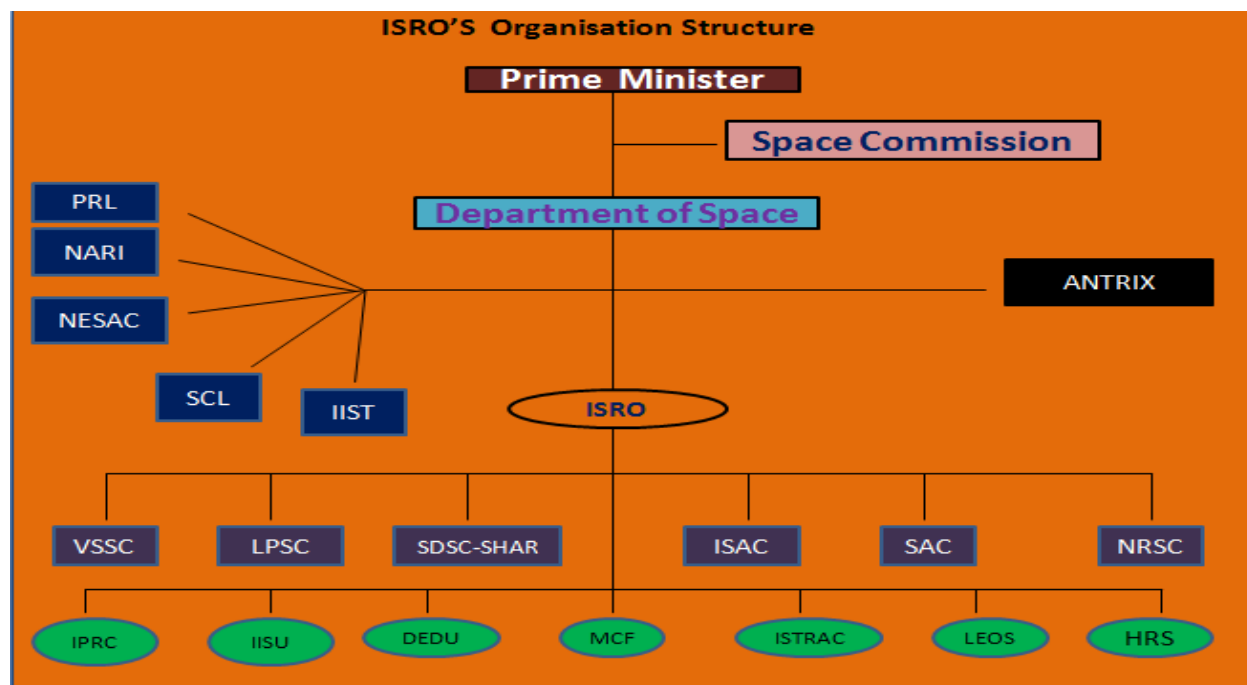 ISRO'S Organisation Structure
Prime Minister
Space Commission
Department of Space
PRL
NARI
NESAC
SCL
IIST
ANTRIX
ISRO
VSSC
LPSC
SDSC-SHAR
ISAC
SAC
NRSC
IPRC
IISU
DEDU
MCF
ISTRAC
LEOS
HRS